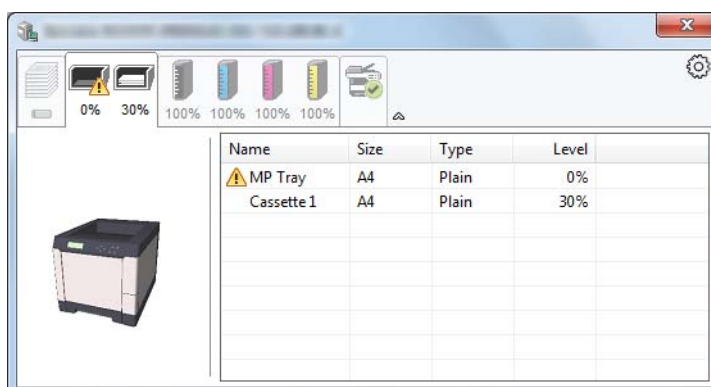 0% 30% 100% 100% 100% 100%
Name Size Type Level
MP Tray A4 Plain 0%
Cassette 1 A4 Plain 30%